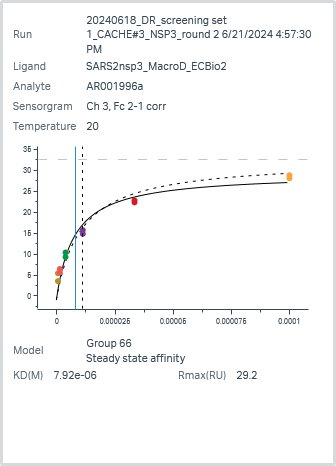 20240618_DR_screening set
Run 1_CACHE#3_NSP3_round 2 6/21/2024 4:57:30
PM
Ligand SARS2nsp3_MacroD_ECBio2
Analyte AR001996a
Sensorgram Ch 3, Fc 2-1 corr
Temperature 20
35
30
25
20
15
10
5
0
0 0.000025 0.00005 0.000075 0.0001
Group 66
Model
Steady state affinity
KD(M) 7.92e-06 Rmax(RU) 29.2